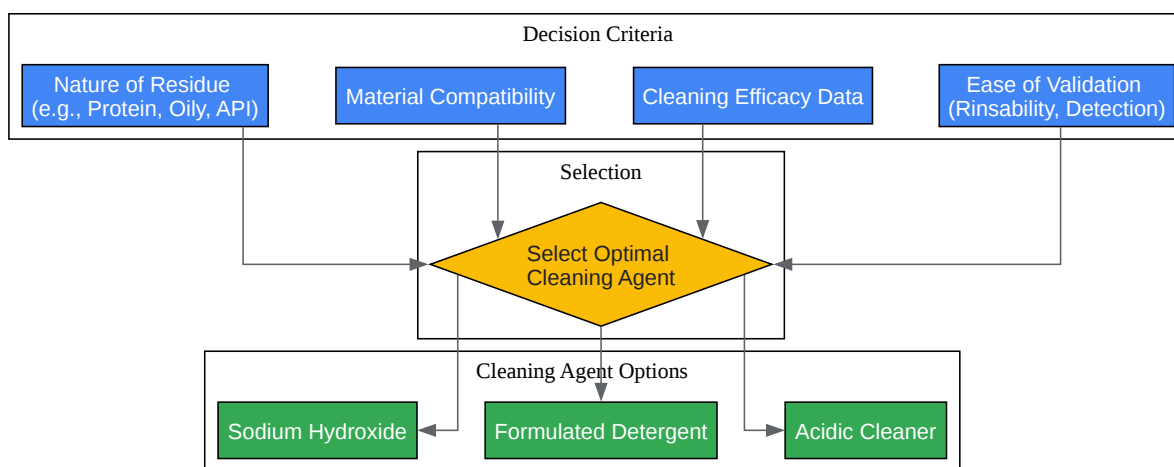 Decision Criteria
Nature of Residue
(e.g., Protein, Oily, API)
Material Compatibility
Cleaning Efficacy Data
Ease of Validation
(Rinsability, Detection)
Selection
Select Optimal
Cleaning Agent
Cleaning Agent Options
Sodium Hydroxide
Formulated Detergent
Acidic Cleaner